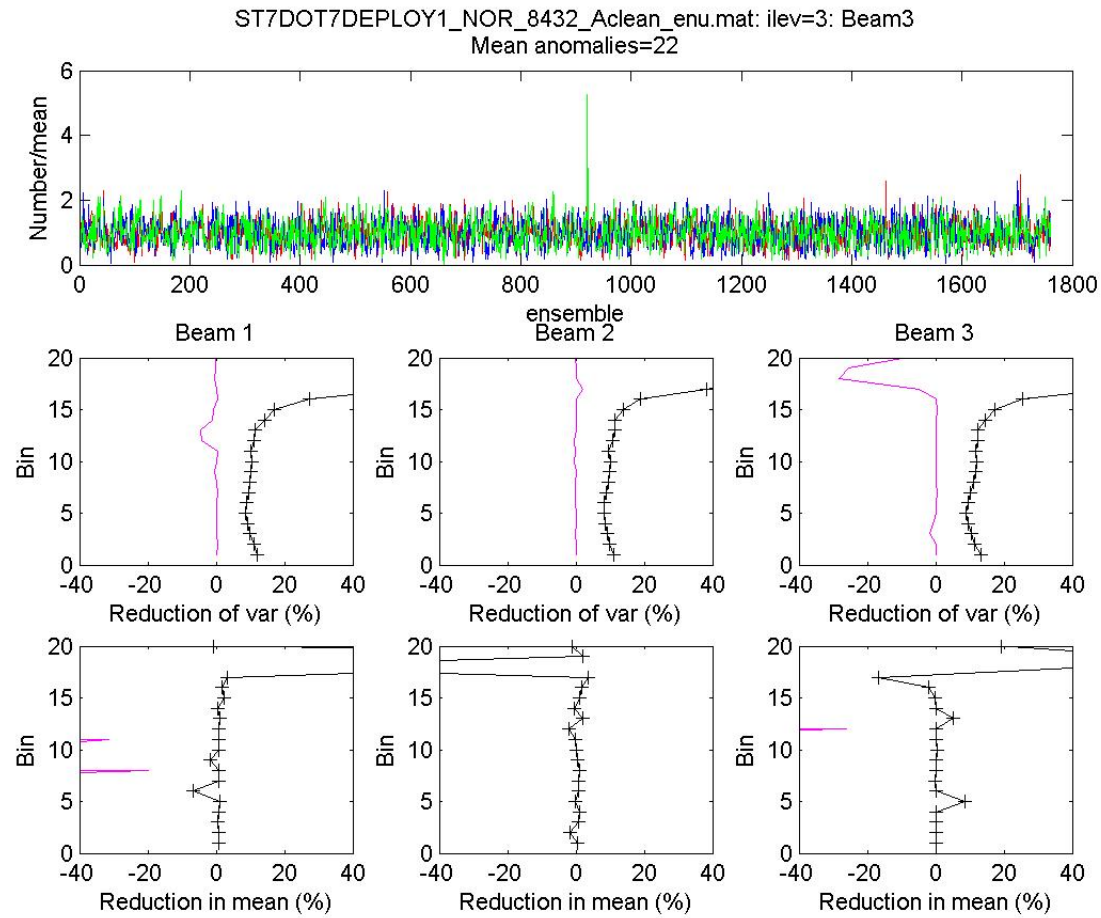 ST7DOT7DEPLOY1_NOR_8432_Aclean_enu.mat: ilev=3: Beam3
Mean anomalies=22
6
4
2
0
Number/mean
0 200 400 600 800 1000 1200 1400 1600 1800
ensemble
Beam 1 Beam 2 Beam 3
20 20 20
15 15 15
10 10 10
5 5 5
0 0 0
Bin Bin Bin
-40 -20 0 20 40 -40 -20 0 20 40 -40 -20 0 20 40
Reduction of var (%) Reduction of var (%) Reduction of var (%)
20 20 20
15 15 15
10 10 10
5 5 5
0 0 0
Bin Bin Bin
-40 -20 0 20 40 -40 -20 0 20 40 -40 -20 0 20 40
Reduction in mean (%) Reduction in mean (%) Reduction in mean (%)